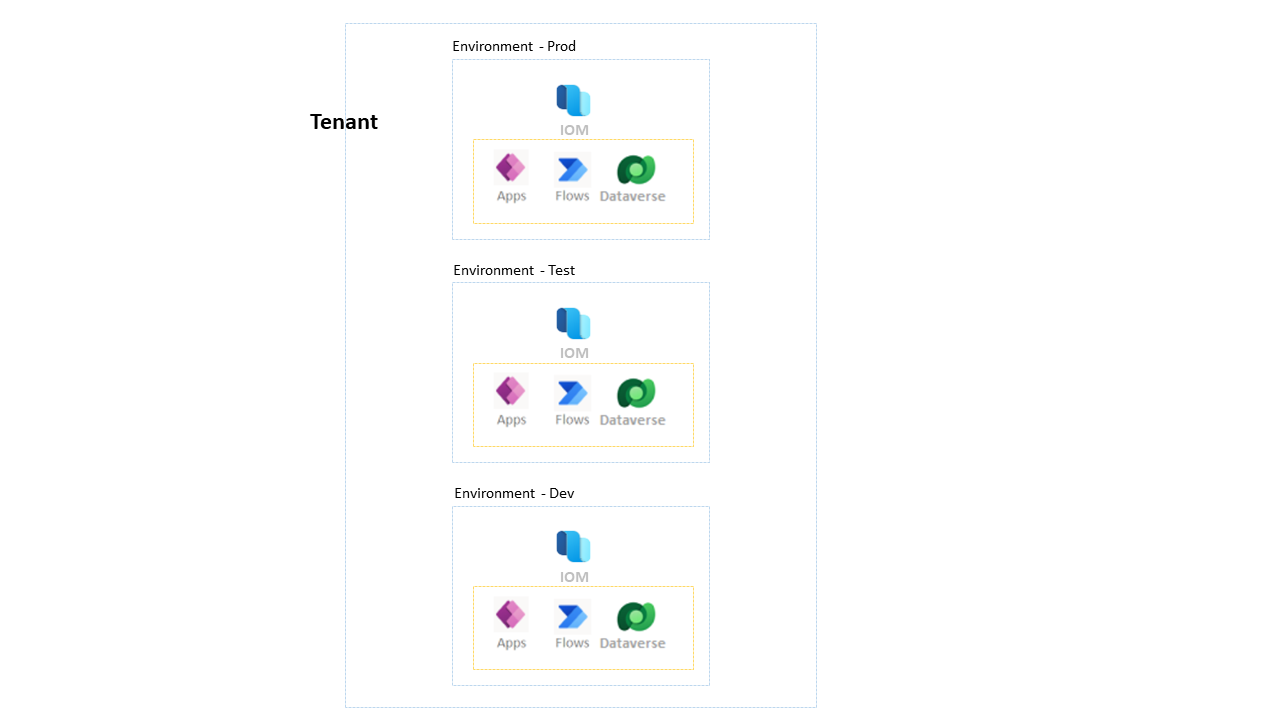 Environment - Prod
Tenant
IOM
Apps Flows Dataverse
Environment - Test
IOM
Apps Flows Dataverse
Environment - Dev
IOM
Apps Flows Dataverse